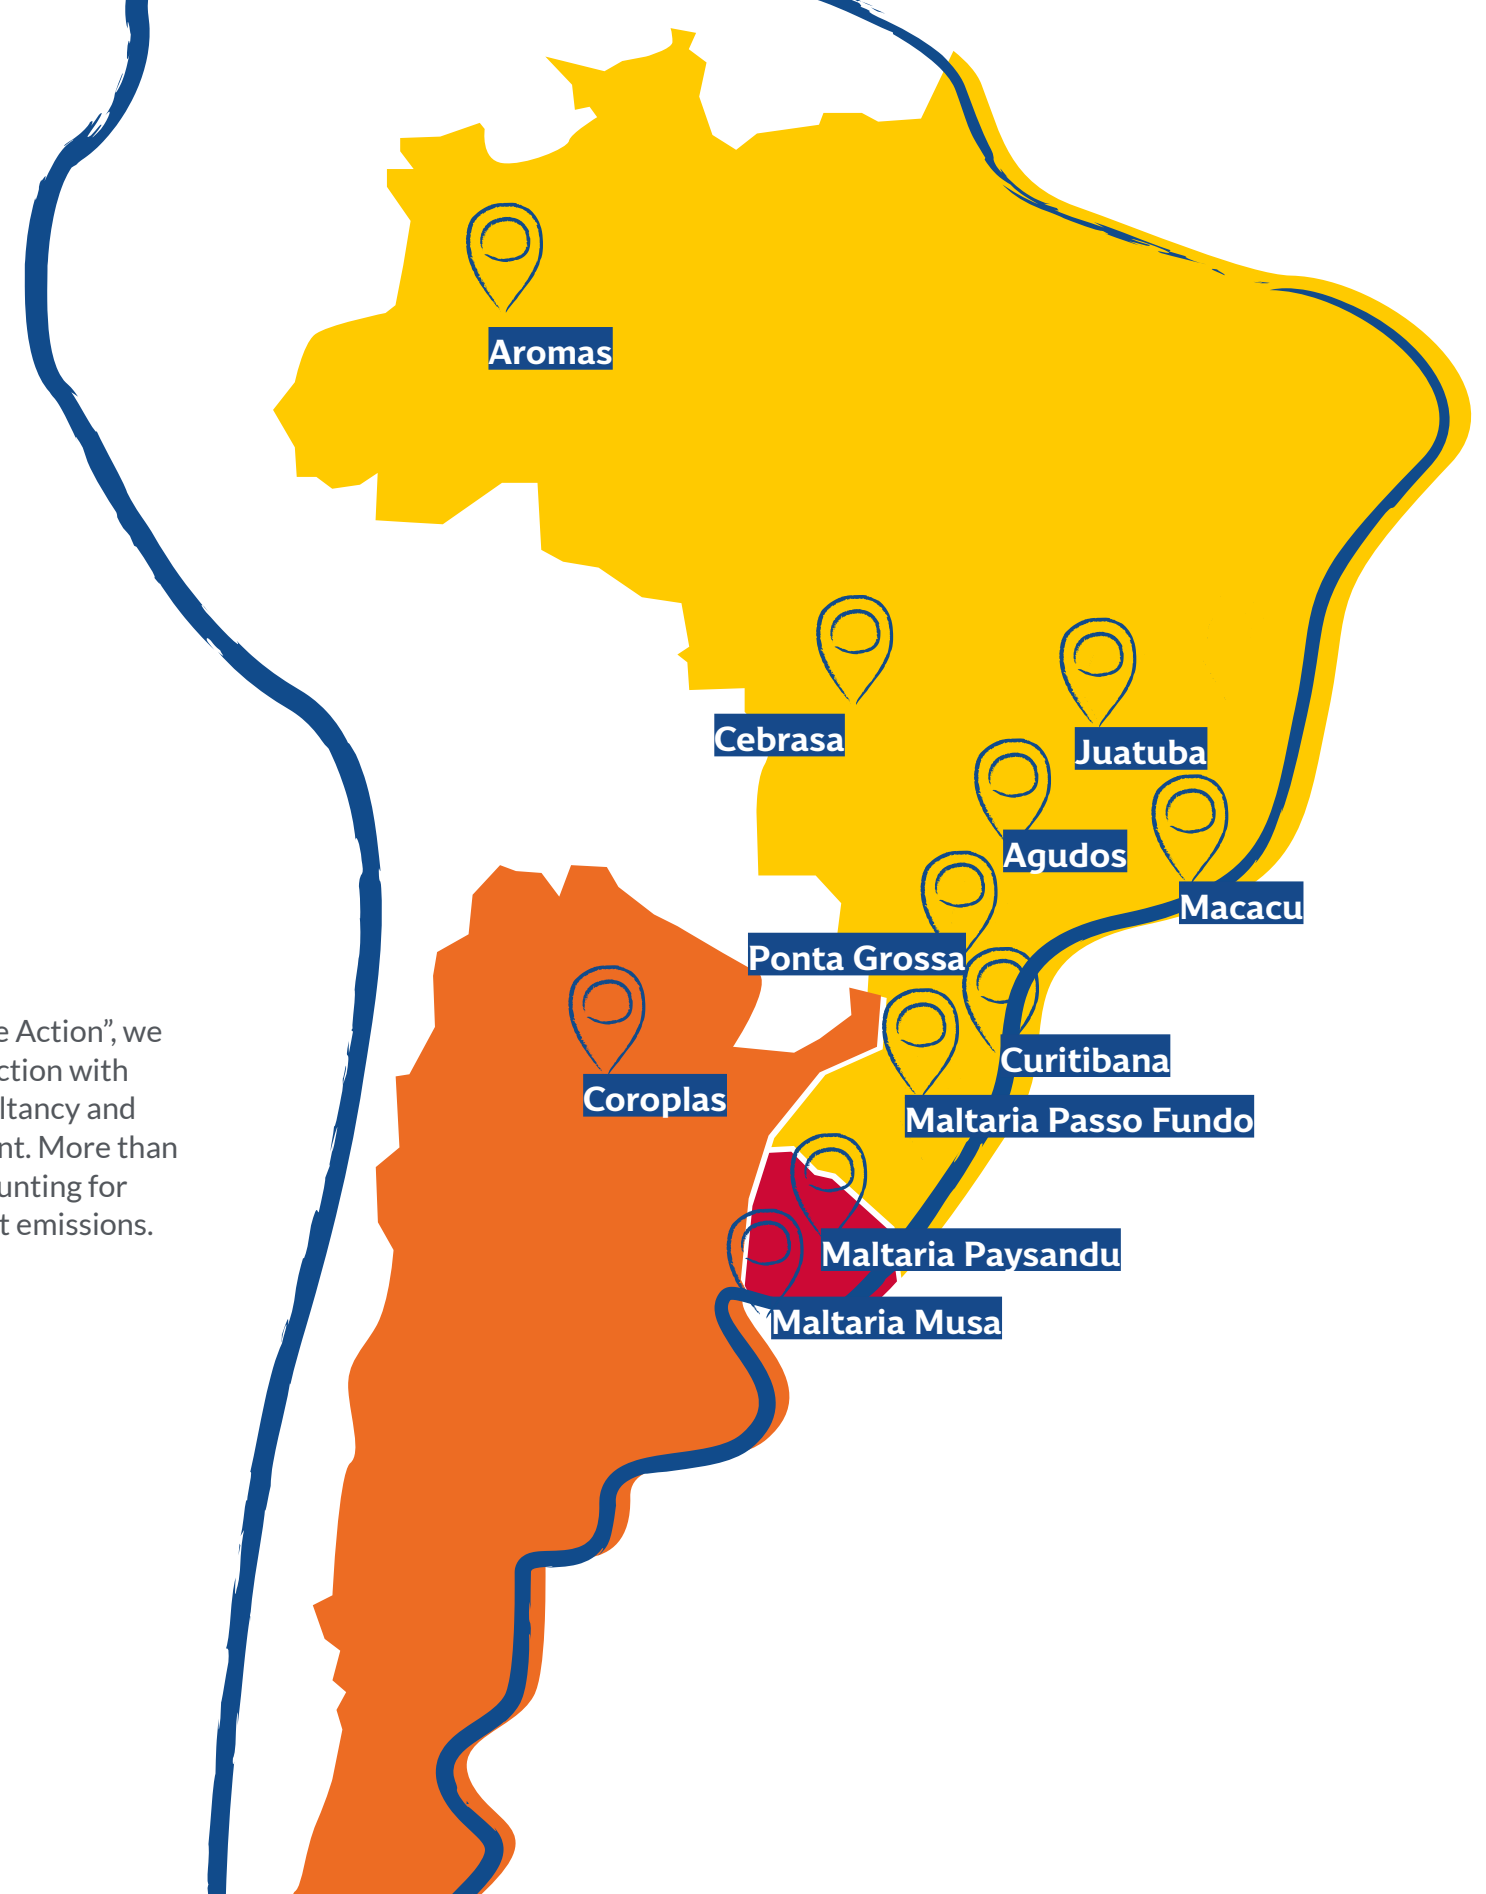 Aromas
Cebrasa
Juatuba
Agudos
Macacu
Ponta Grossa
Curitibana
Coroplas
Maltaria Passo Fundo
Maltaria Paysandu
Maltaria Musa
e Action”, we
ction with
ltancy and
nt. More than
unting for
t emissions.